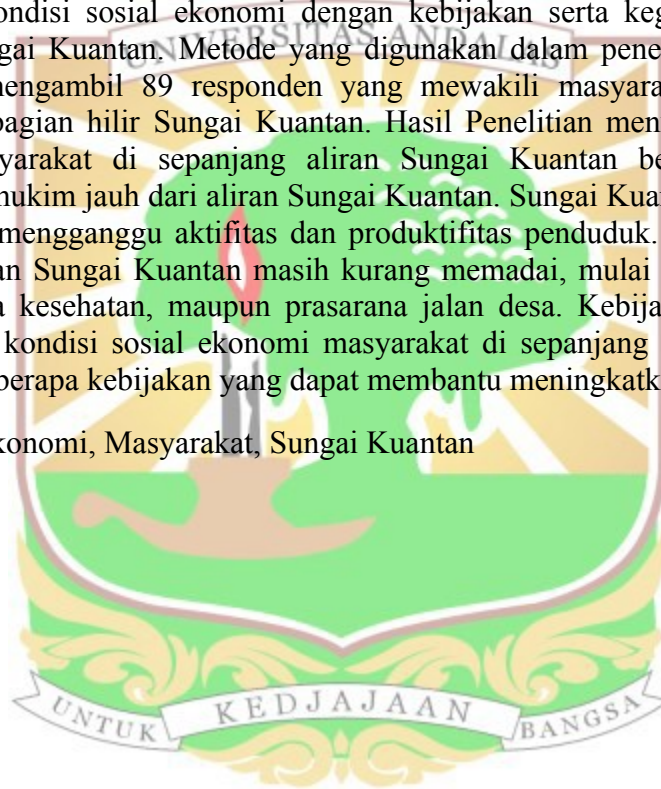 ondisi sosial ekonomi dengan kebijakan serta keg
gai Kuantan. Metode yang digunakan dalam pene
UNIVERSITAS ANDALAS
mengambil 89 responden yang mewakili masyara
bagian hilir Sungai Kuantan. Hasil Penelitian men
syarakat di sepanjang aliran Sungai Kuantan be
mukim jauh dari aliran Sungai Kuantan. Sungai Kuan
mengganggu aktifitas dan produktifitas penduduk.
an Sungai Kuantan masih kurang memadai, mulai
a kesehatan, maupun prasarana jalan desa. Kebija
kondisi sosial ekonomi masyarakat di sepanjang
berapa kebijakan yang dapat membantu meningkatk
konomi, Masyarakat, Sungai Kuantan
UNTUK KEDJAJAAN BANGSA